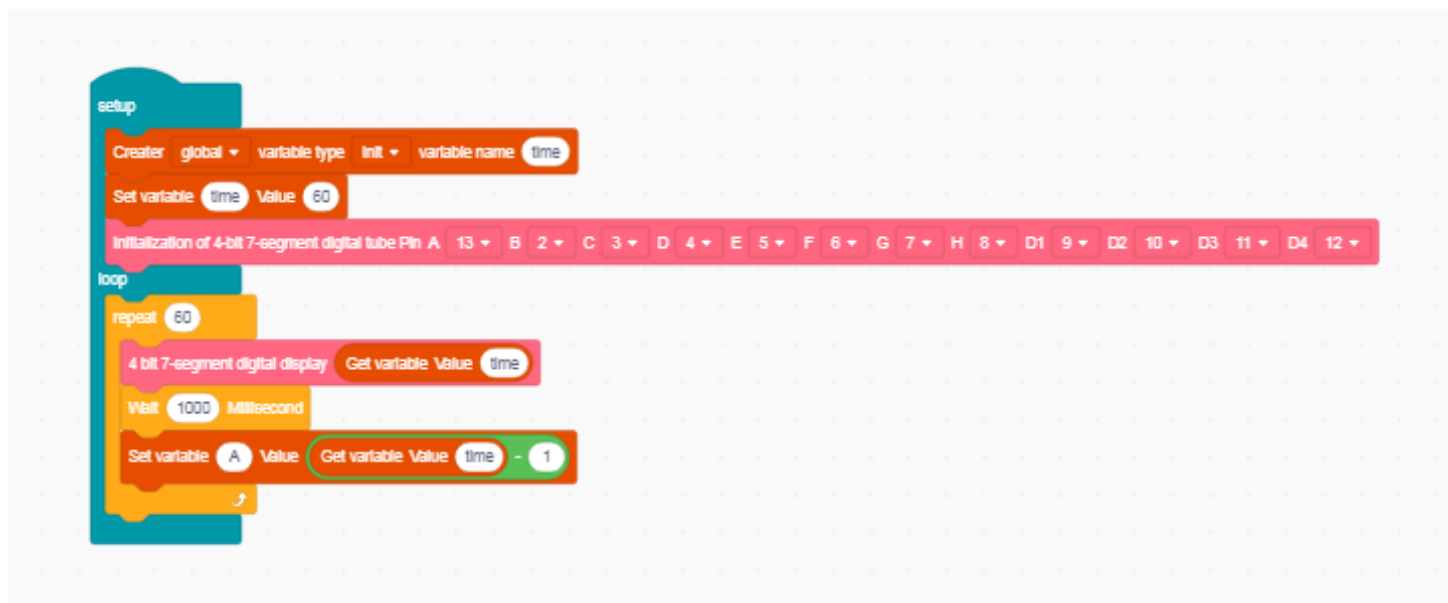 setup
Creater global variable type Init variable name time
Set variable time Value 60
Initialization of 4-bit 7-segment digital tube Pin A 13 B 2 C 3 D 4 E 5 F 6 G 7 H 8 D1 9 D2 10 D3 11 D4 12
loop
repeat 60
4 bit 7-segment digital display Get variable Value time
Wait 1000 Millisecond
Set variable A Value Get variable Value time - 1